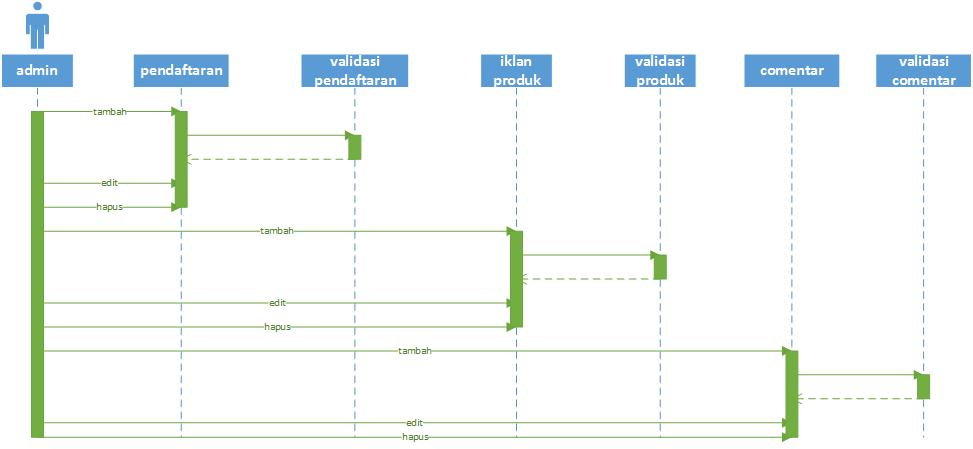 admin
pendaftaran
validasi
pendaftaran
iklan
produk
validasi
produk
comentar
validasi
comentar
tambah
edit
hapus
tambah
edit
hapus
tambah
edit
hapus